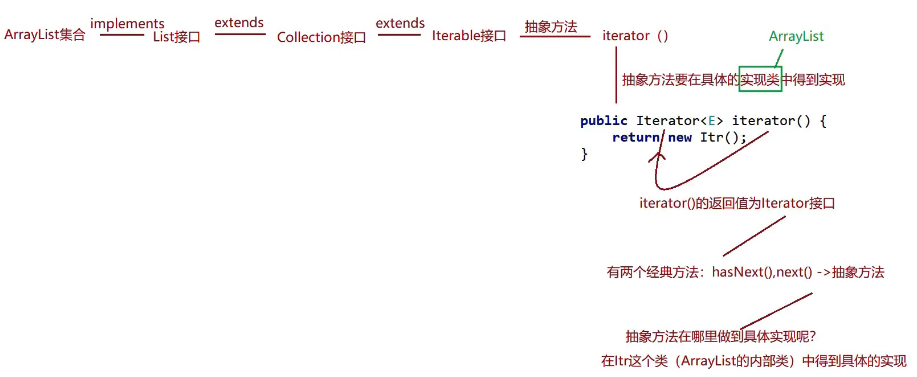 ArrayList集合 implements List接口 extends Collection接口 extends Iterable接口 抽象方法 iterator（）
ArrayList
抽象方法要在具体的实现类中得到实现
public Iterator<E> iterator() {
return new Itr();
}
iterator()的返回值为Iterator接口
有两个经典方法：hasNext(),next() ->抽象方法
抽象方法在哪里做到具体实现呢？
在Itr这个类（ArrayList的内部类）中得到具体的实现